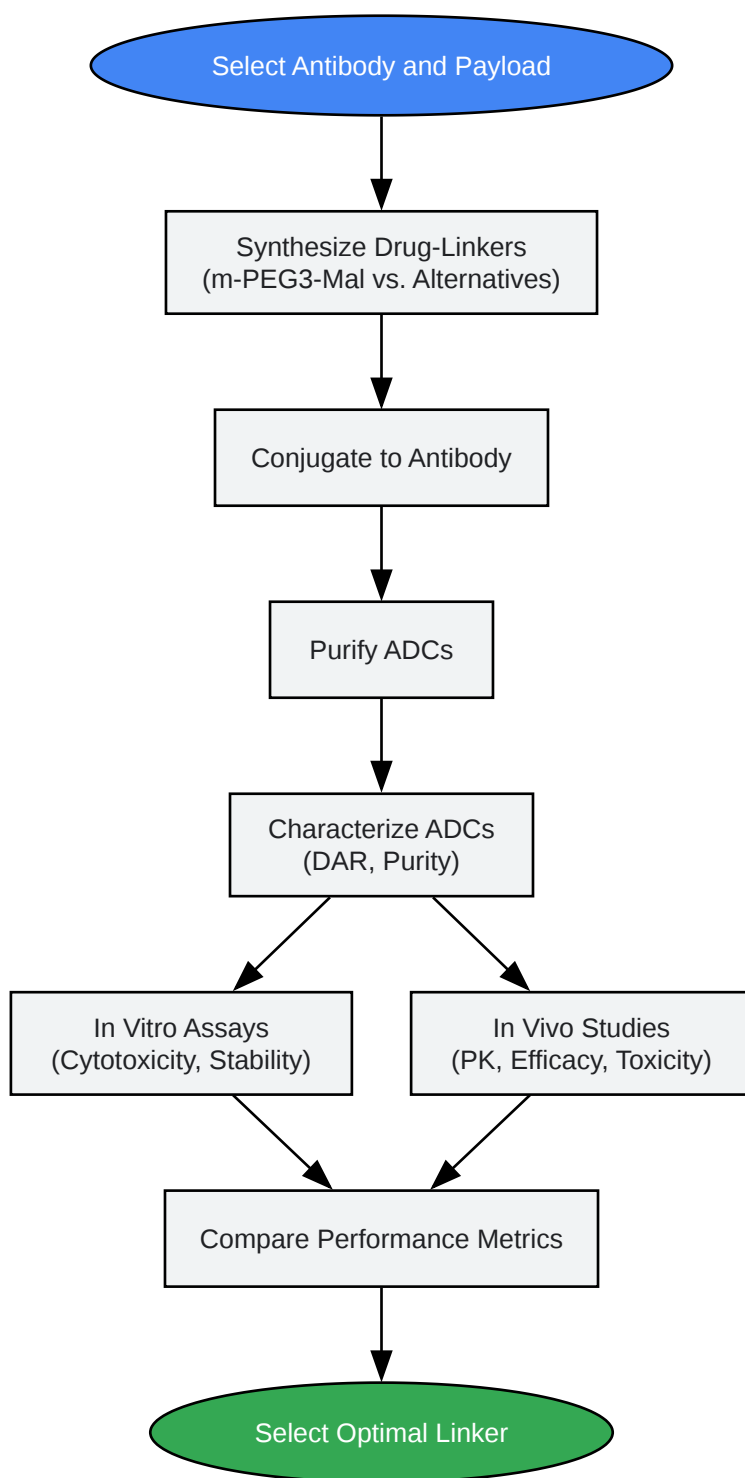 Select Antibody and Payload
Synthesize Drug-Linkers
(m-PEG3-Mal vs. Alternatives)
Conjugate to Antibody
Purify ADCs
Characterize ADCs
(DAR, Purity)
In Vitro Assays
(Cytotoxicity, Stability)
In Vivo Studies
(PK, Efficacy, Toxicity)
Compare Performance Metrics
Select Optimal Linker